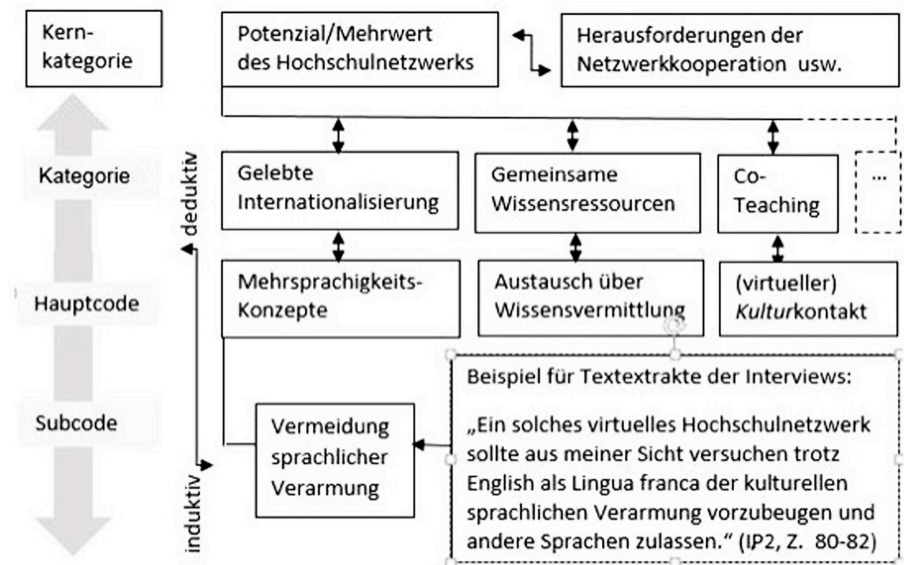 Kern-
kategorie
Potenzial/Mehrwert
des Hochschulnetzwerks
Herausforderungen der
Netzwerkkooperation usw.
Kategorie
deduktiv
Gelebte
Internationalisierung
Gemeinsame
Wissensressourcen
Co-
Teaching
...
Hauptcode
Mehrsprachigkeits-
Konzepte
Austausch über
Wissensvermittlung
(virtueller)
Kulturkontakt
Subcode
induktiv
Vermeidung
sprachlicher
Verarmung
Beispiel für Textextrakte der Interviews:
„Ein solches virtuelles Hochschulnetzwerk
sollte aus meiner Sicht versuchen trotz
English als Lingua franca der kulturellen
sprachlichen Verarmung vorzubeugen und
andere Sprachen zulassen.“ (IP2, Z. 80-82)